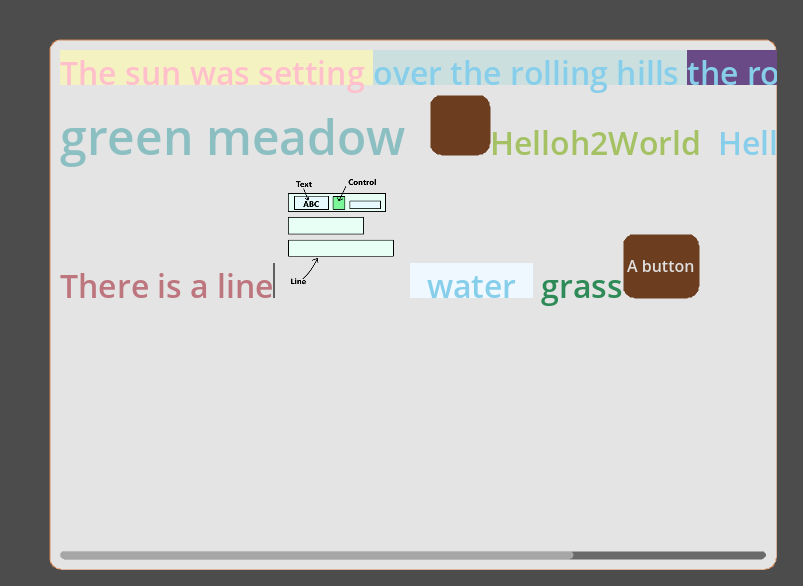 The sun was setting over the rolling hills the ro
green meadow Helloh2World Hell
Text Control
ABC
Line
There is a line water grass A button